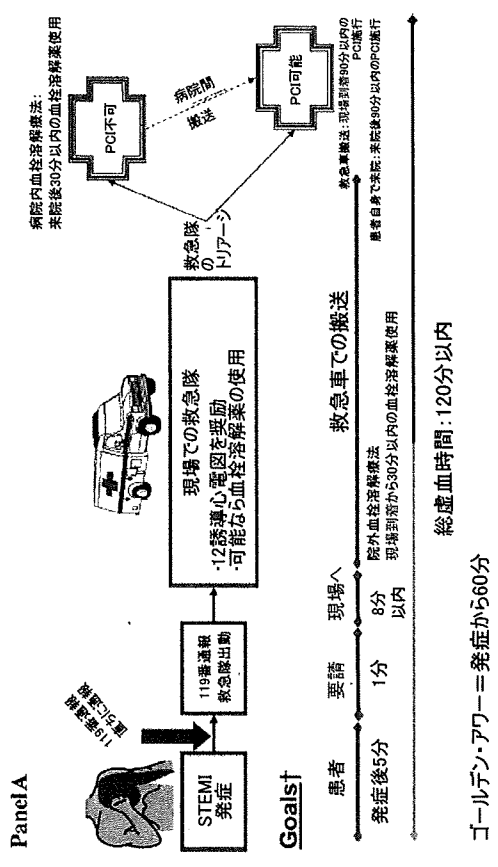 Panel A
119番通報
直ちに通報
STEMI
発症
119番通報
救急隊出動
現場での救急隊
・12誘導心電図を奨励
・可能なら血栓溶解薬の使用
救急隊
の
トリアージ
病院内血栓溶解療法:
来院後30分以内の血栓溶解薬使用
PCI不可
病院間
搬送
PCI可能
Goals†
患者
要請
現場へ
救急車での搬送
発症後5分
1分
8分
以内
院外血栓溶解療法
現場到着から30分以内の血栓溶解薬使用
救急車搬送:現場到着90分以内の
PCI施行
患者自身で来院:来院後90分以内のPCI施行
総虚血時間:120分以内
ゴールデン・アワー=発症から60分